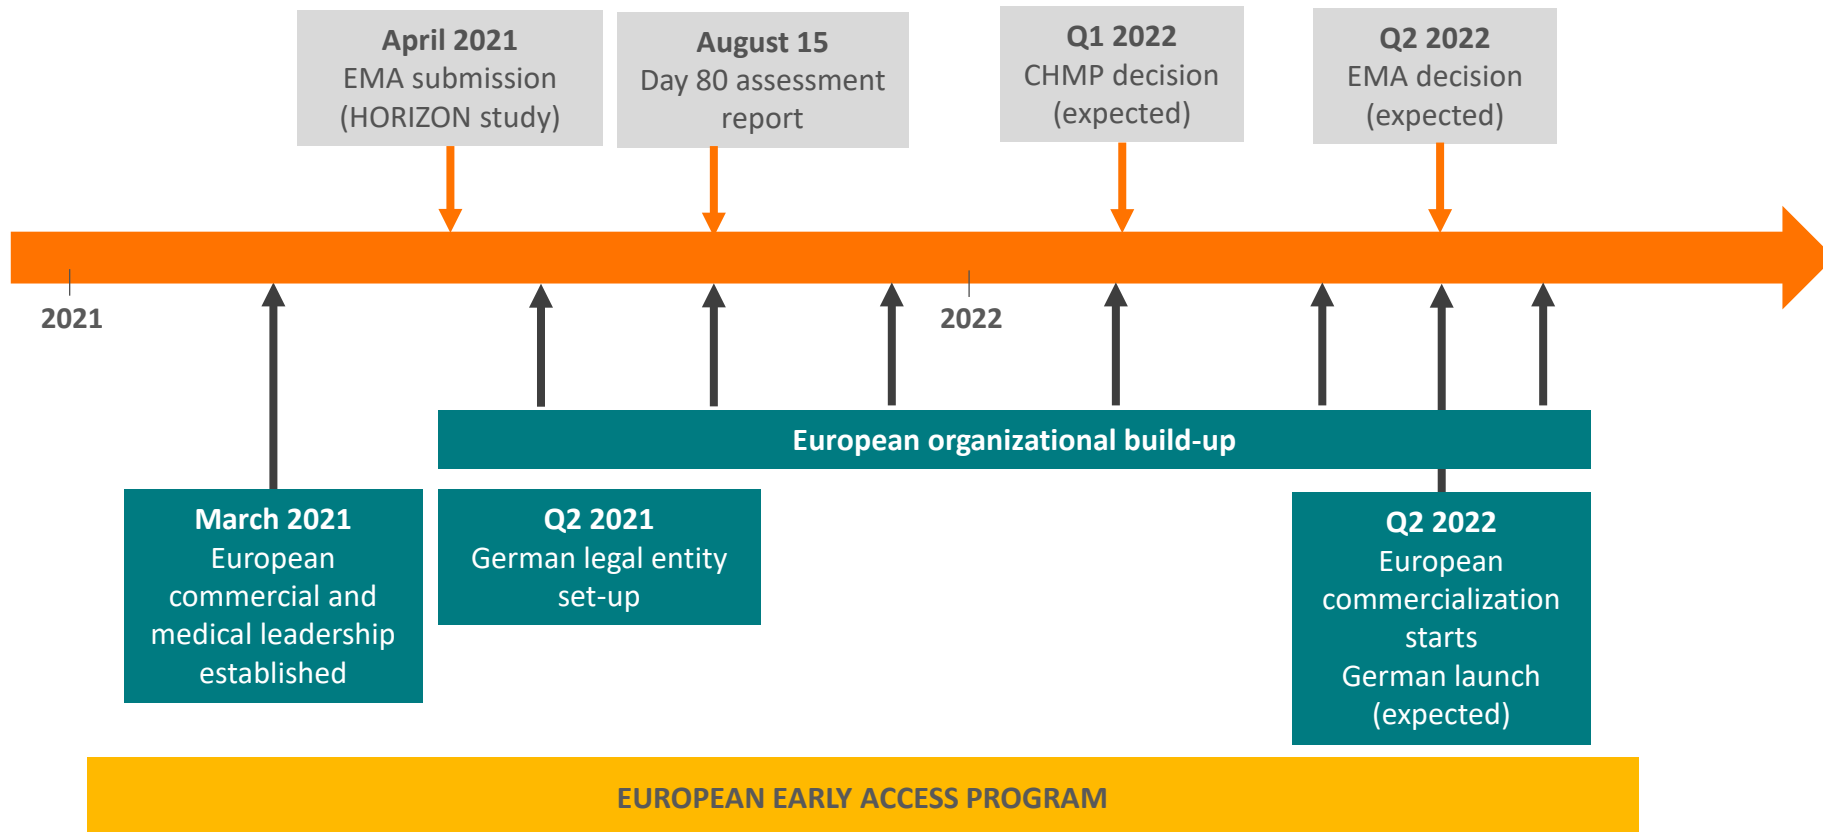 April 2021
EMA submission
(HORIZON study)
August 15
Day 80 assessment
report
Q1 2022
CHMP decision
(expected)
Q2 2022
EMA decision
(expected)
2021
2022
European organizational build-up
March 2021
European
commercial and
medical leadership
established
Q2 2021
German legal entity
set-up
Q2 2022
European
commercialization
starts
German launch
(expected)
EUROPEAN EARLY ACCESS PROGRAM